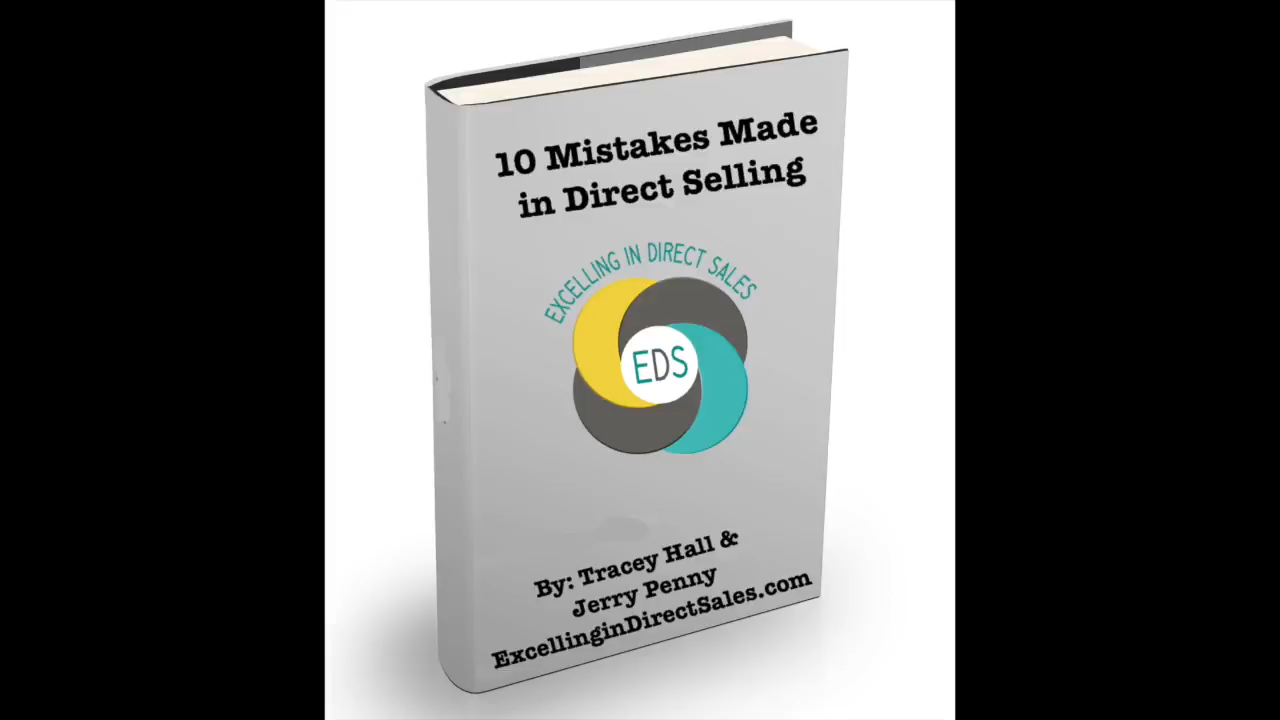 10 Mistakes Made
in Direct Selling
EXCELLING IN DIRECT SALES
EDS
By: Tracey Hall &
Jerry Penny
ExcellinginDirectSales.com